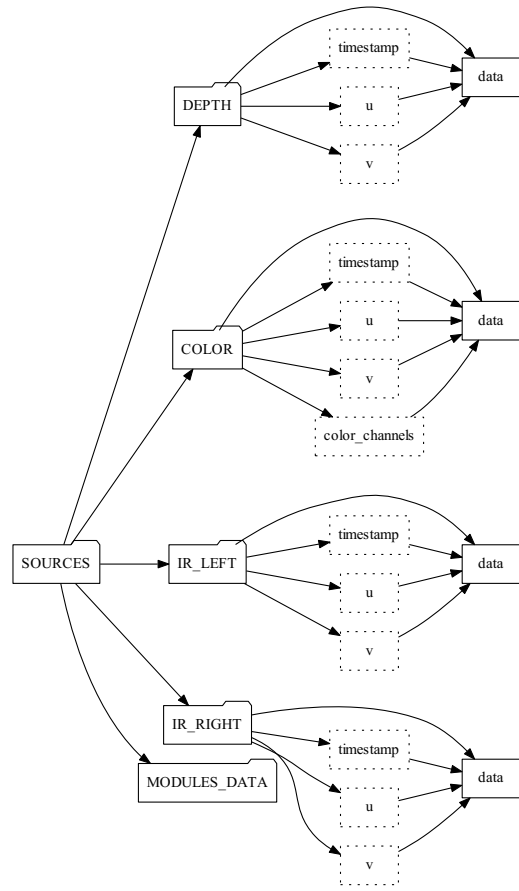 timestamp
data
DEPTH
u
v
timestamp
u
data
COLOR
v
color_channels
timestamp
SOURCES
IR_LEFT
data
u
v
IR_RIGHT
timestamp
data
MODULES_DATA
u
v